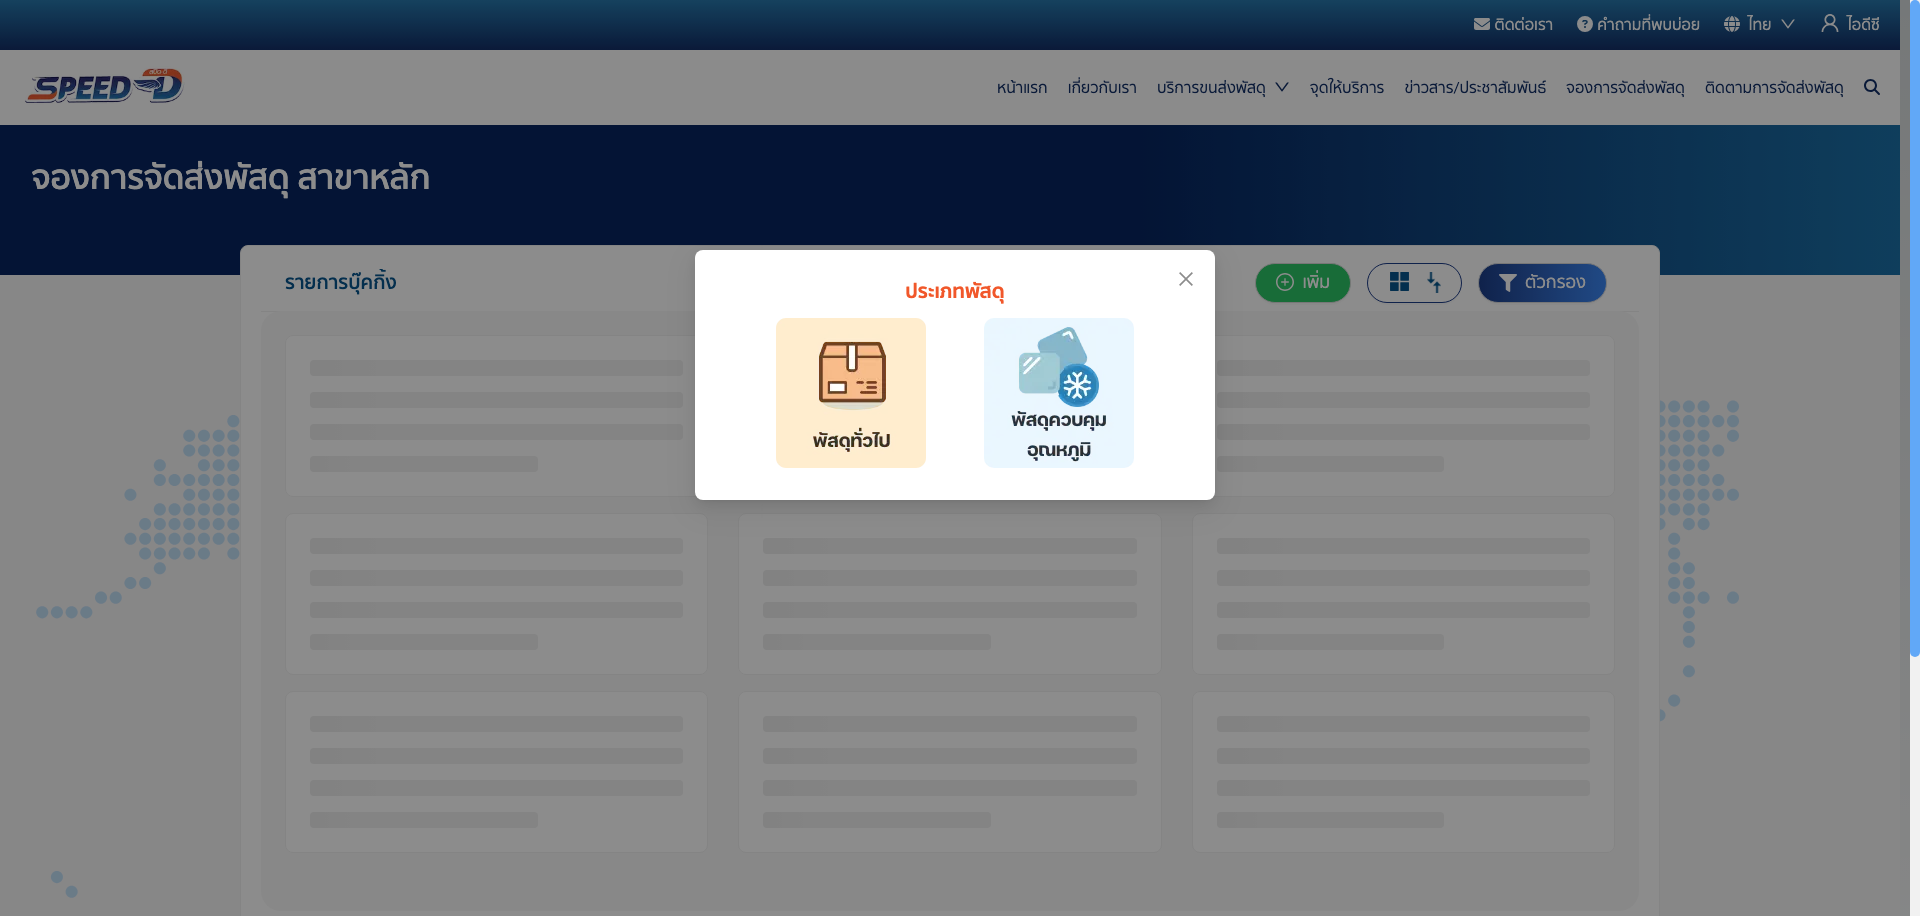 ติดต่อเรา คำถามที่พบบ่อย ไทย ไอดีซี
SPEED-D หน้าแรก เกี่ยวกับเรา บริการขนส่งพัสดุ จุดให้บริการ ข่าวสาร/ประชาสัมพันธ์ จองการจัดส่งพัสดุ ติดตามการจัดส่งพัสดุ
จองการจัดส่งพัสดุ สาขาหลัก
รายการบุ๊คกิ้ง
เพิ่ม ตัวกรอง
ประเภทพัสดุ
พัสดุทั่วไป
พัสดุควบคุม
อุณหภูมิ